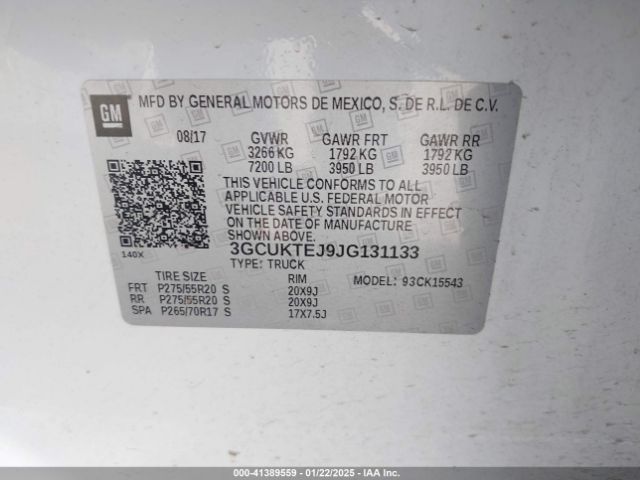 GM
MFD BY GENERAL MOTORS DE MEXICO, S. DE R.L. DE C.V.
08/17 GVWR GAWR FRT GAWR RR
3266 KG 1792 KG 1792 KG
7200 LB 3950 LB 3950 LB
THIS VEHICLE CONFORMS TO ALL
APPLICABLE U.S. FEDERAL MOTOR
VEHICLE SAFETY STANDARDS IN EFFECT
ON THE DATE OF MANUFACTURE
SHOWN ABOVE.
140X 3GCUKTEJ9JG131133
TYPE: TRUCK
TIRE SIZE RIM MODEL: 93CK15543
FRT P275/55R20 S 20X9J
RR P275/55R20 S 20X9J
SPA P265/70R17 S 17X7.5J
STOCK #: 41389559 - 01/22/2025 - IAA Inc.